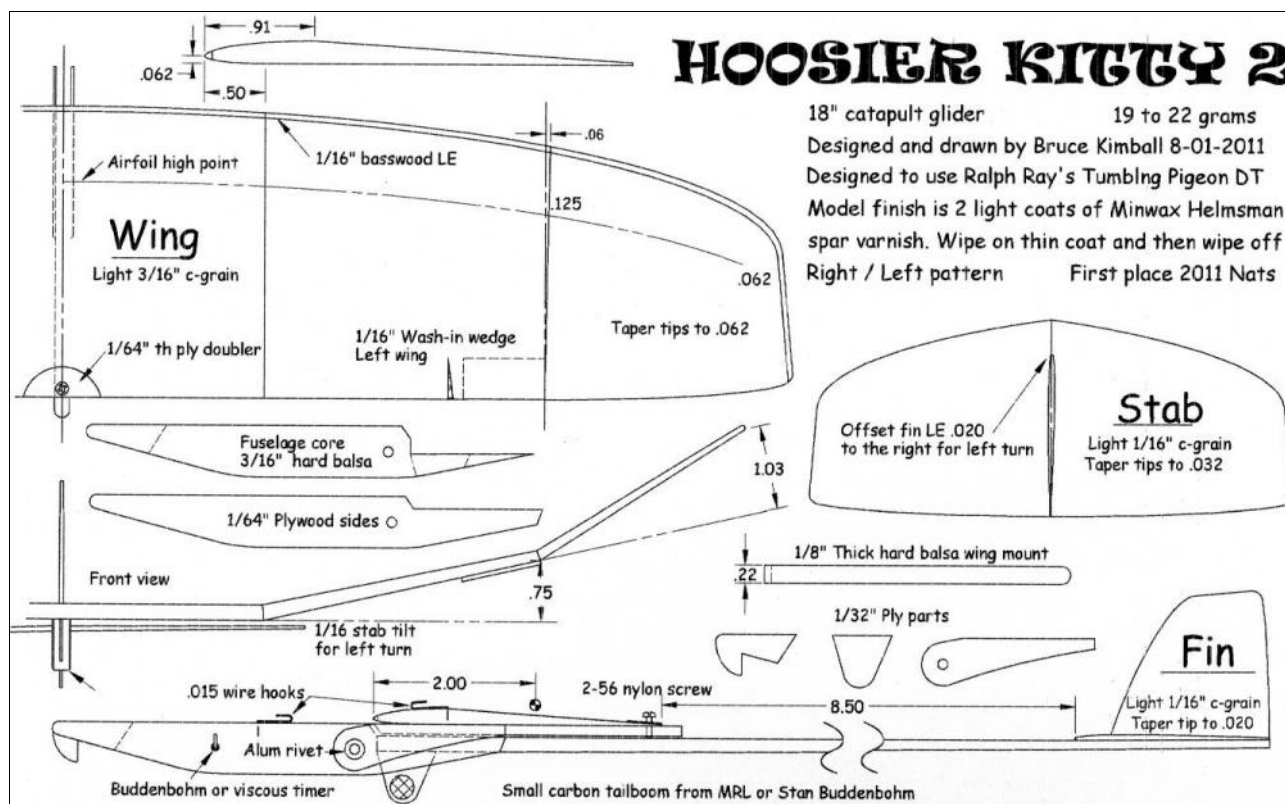 HOOSIER KITTY 2
18" catapult glider 19 to 22 grams
Designed and drawn by Bruce Kimball 8-01-2011
Designed to use Ralph Ray's Tumblng Pigeon DT
Model finish is 2 light coats of Minwax Helmsman
spar varnish. Wipe on thin coat and then wipe off
Right / Left pattern First place 2011 Nats
.91
.062
.50
.06
1/16" basswood LE
Airfoil high point
.125
Wing
Light 3/16" c-grain
.062
Taper tips to .062
1/64" th ply doubler
1/16" Wash-in wedge
Left wing
Fuselage core
3/16" hard balsa
1/64" Plywood sides
Front view
1.03
.75
1/16 stab tilt
for left turn
Offset fin LE .020
to the right for left turn
Stab
Light 1/16" c-grain
Taper tips to .032
1/8" Thick hard balsa wing mount
.22
1/32" Ply parts
Fin
Light 1/16" c-grain
Taper tip to .020
.015 wire hooks
2.00
2-56 nylon screw
8.50
Alum rivet
Buddenbohm or viscous timer
Small carbon tailboom from MRL or Stan Buddenbohm